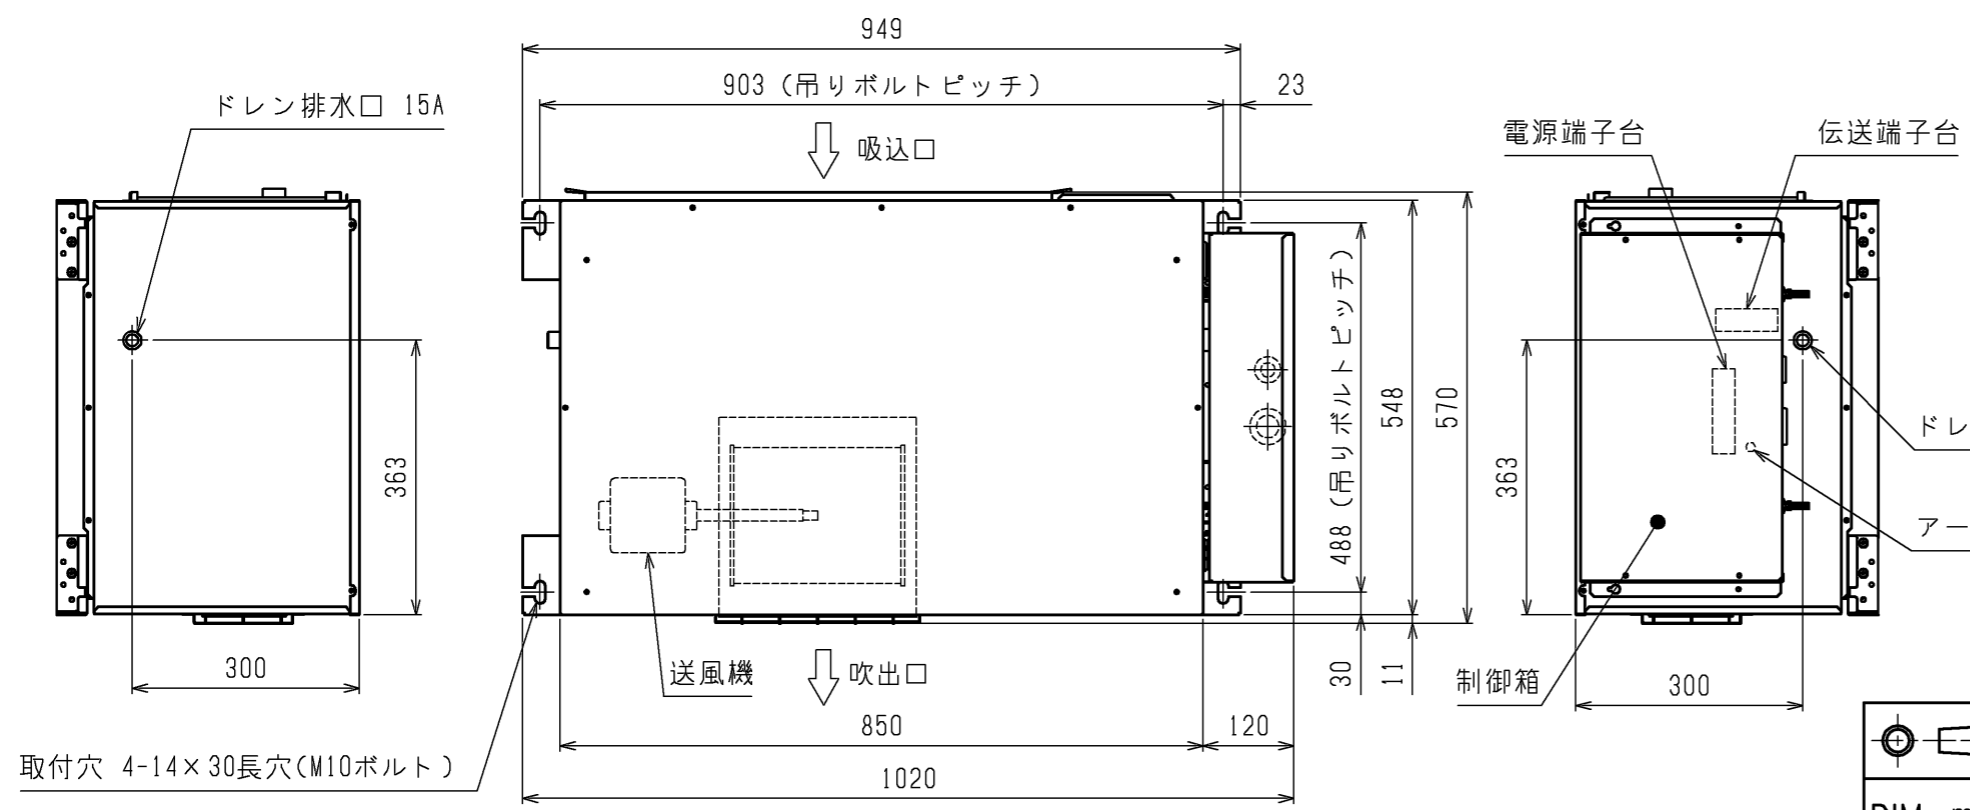 949
903 (吊りボルトピッチ)
23
ドレン排水口 15A
吸込口
電源端子台
伝送端子台
488 (吊りボルトピッチ)
548
570
363
363
ドレ
アー
300
送風機
吹出口
30
11
制御箱
300
850
120
取付穴 4-14×30長穴(M10ボルト)
1020